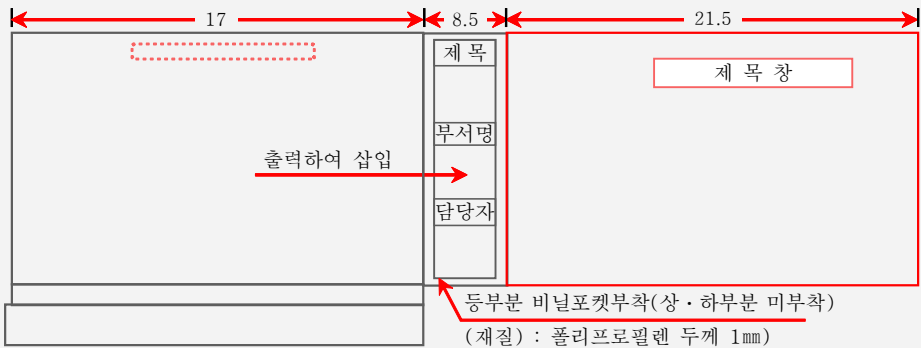 17
8.5
21.5
제 목
제 목 창
부서명
출력하여 삽입
담당자
등부분 비닐포켓부착(상・하부분 미부착)
(재질) : 폴리프로필렌 두께 1㎜)